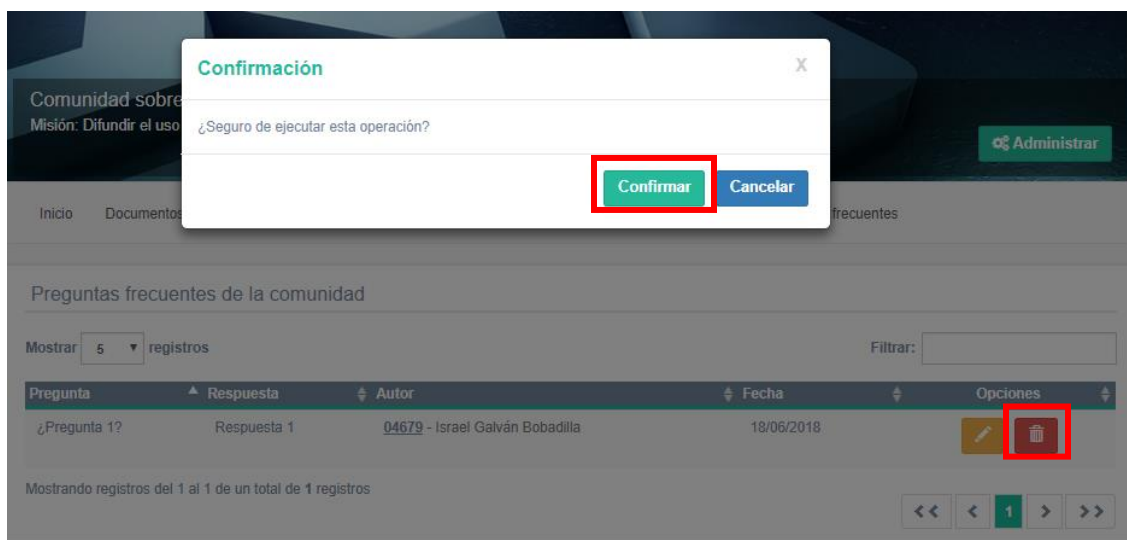 Confirmación
X
Comunidad sobre
Misión: Difundir el uso
¿Seguro de ejecutar esta operación?
Administrar
Confirmar
Cancelar
Inicio
Documentos
frecuentes
Preguntas frecuentes de la comunidad
Mostrar 5 registros
Filtrar:
Pregunta Respuesta Autor Fecha Opciones
¿Pregunta 1? Respuesta 1 04679 - Israel Galván Bobadilla 18/06/2018
Mostrando registros del 1 al 1 de un total de 1 registros
<< < 1 > >>